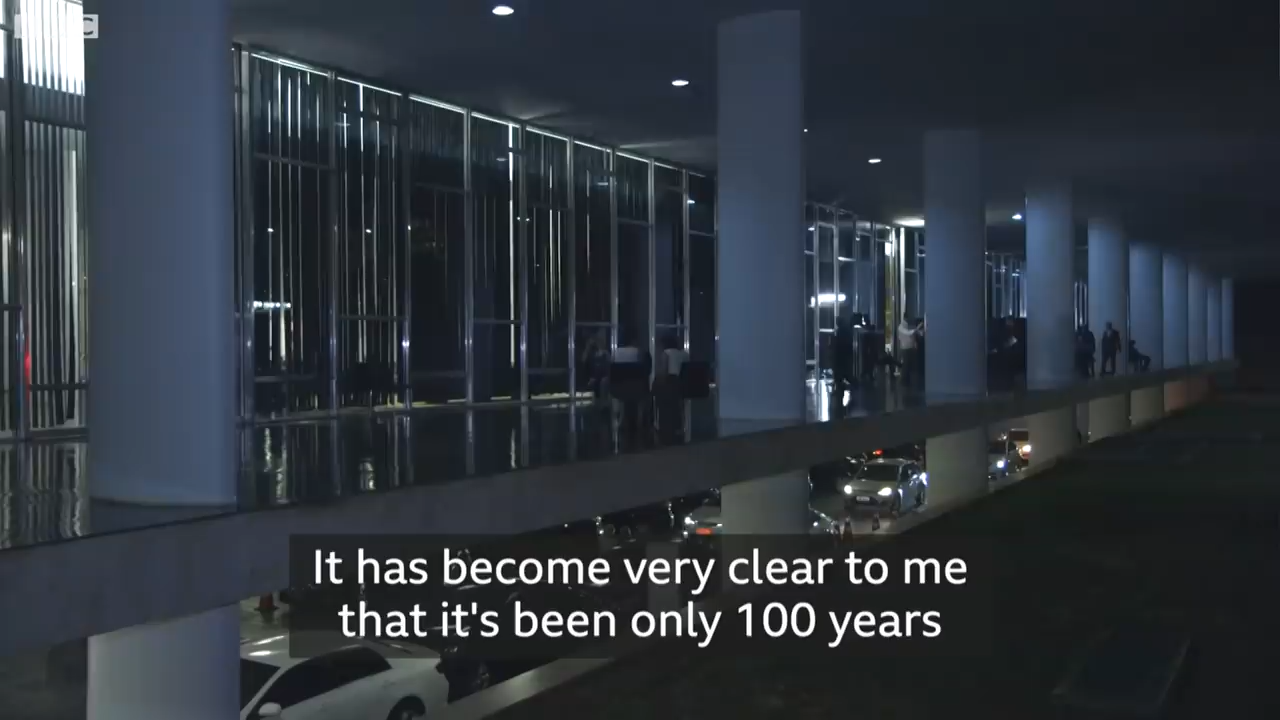 It has become very clear to me
that it's been only 100 years